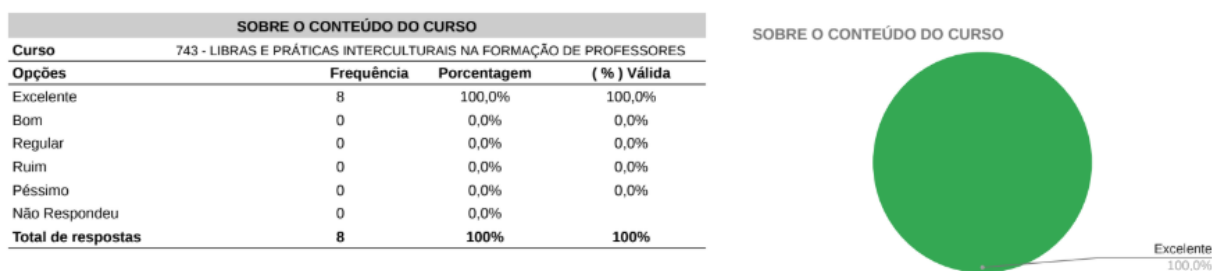 SOBRE O CONTEÚDO DO CURSO
Curso 743 - LIBRAS E PRÁTICAS INTERCULTURAIS NA FORMAÇÃO DE PROFESSORES
Opções Frequência Porcentagem ( % ) Válida
Excelente 8 100,0% 100,0%
Bom 0 0,0% 0,0%
Regular 0 0,0% 0,0%
Ruim 0 0,0% 0,0%
Péssimo 0 0,0% 0,0%
Não Respondeu 0 0,0%
Total de respostas 8 100% 100%
SOBRE O CONTEÚDO DO CURSO
Excelente
100,0%